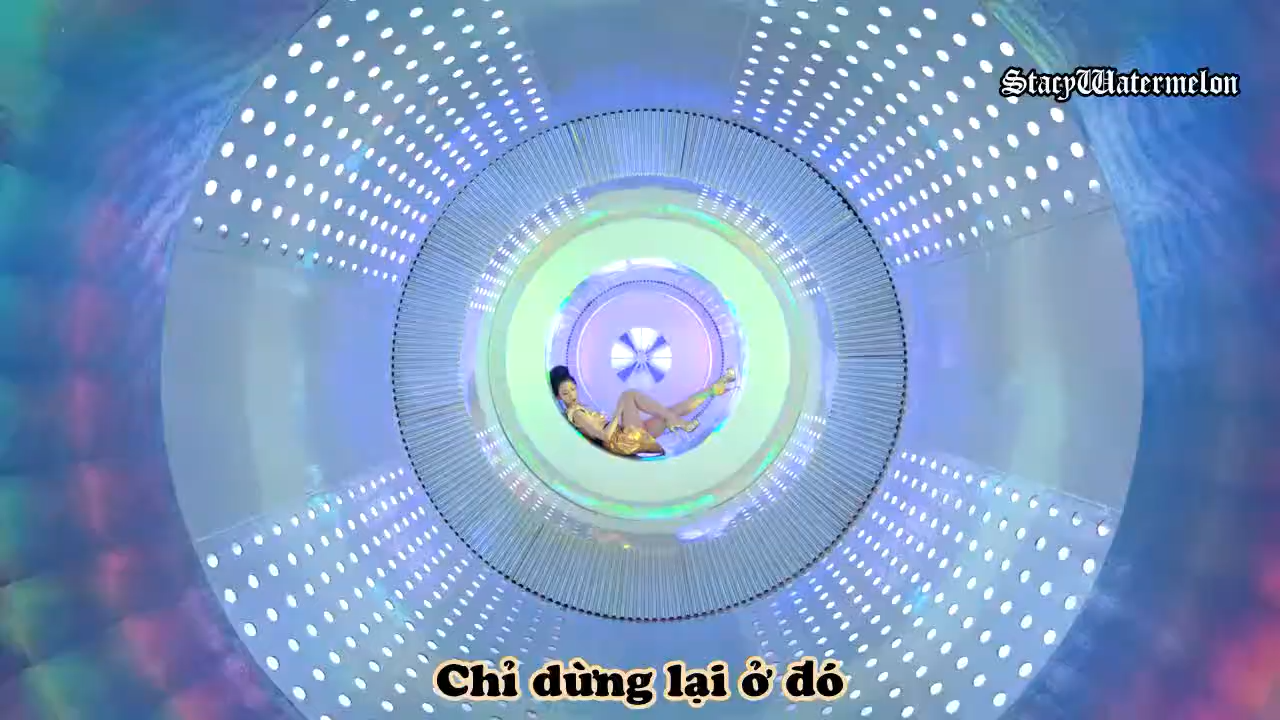 StacyWatermelon
Chỉ dừng lại ở đó